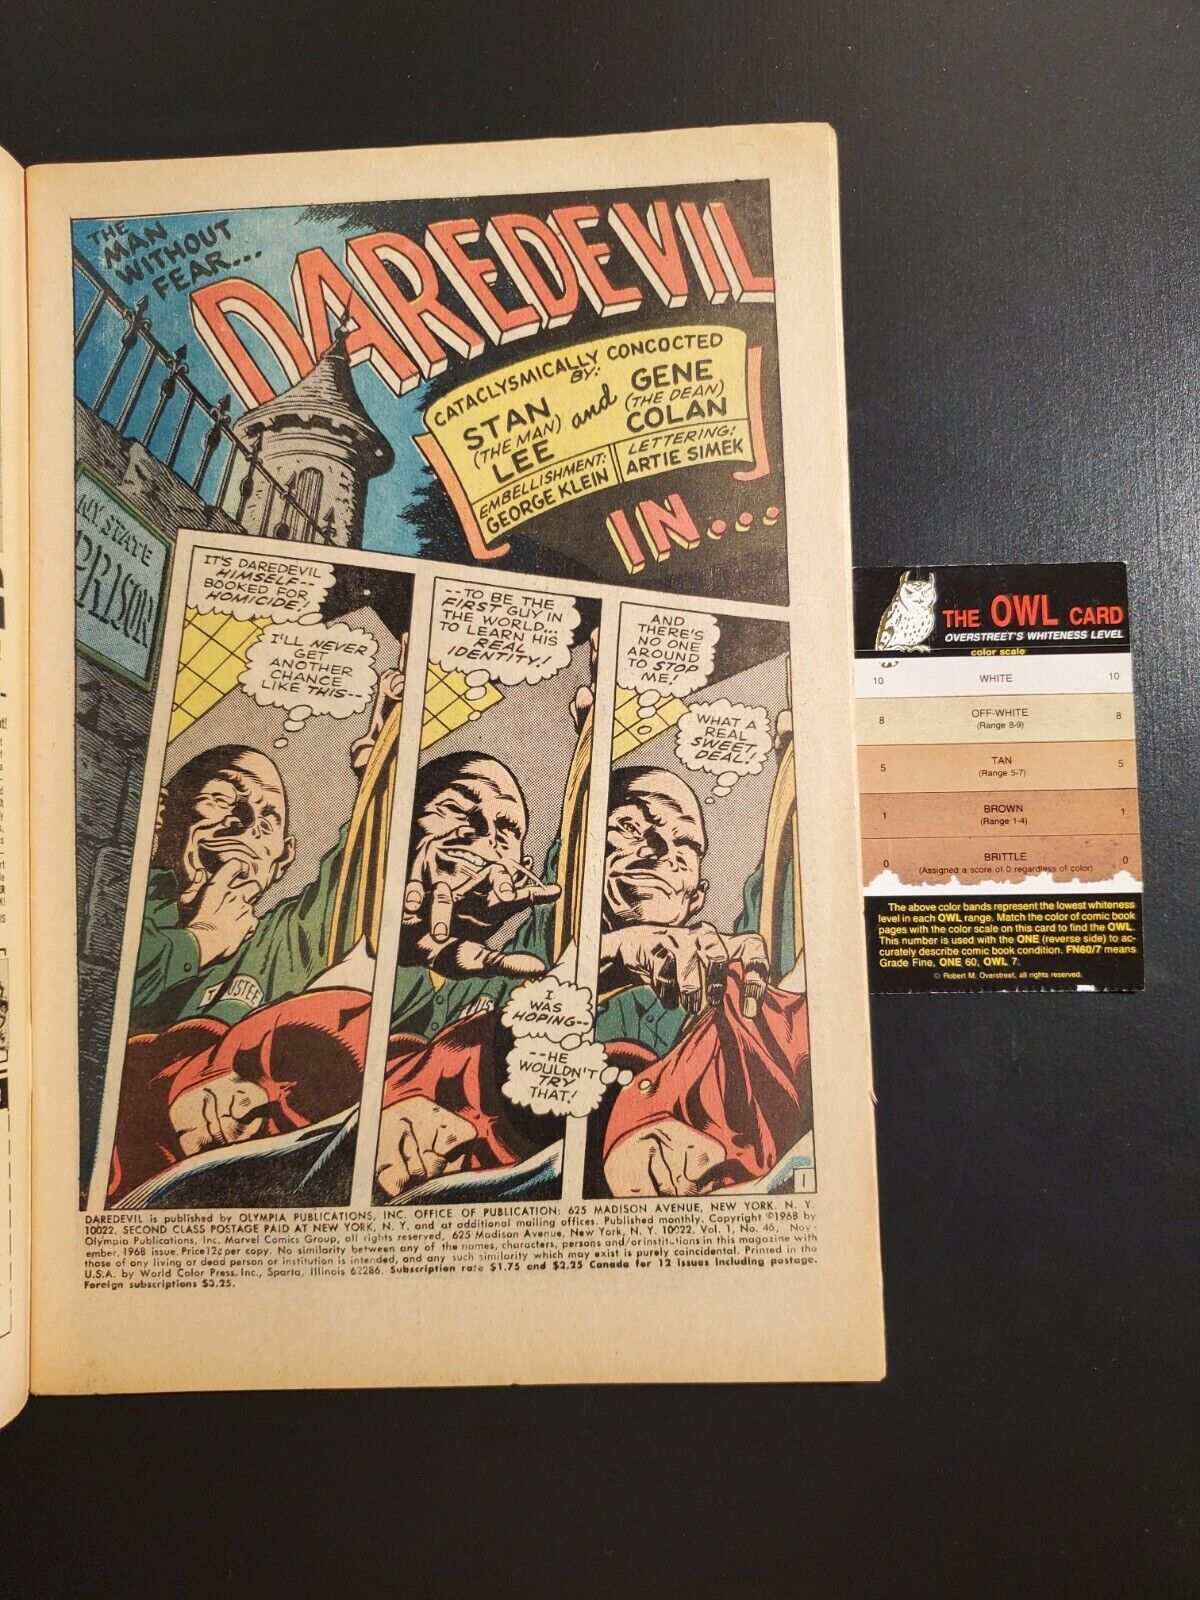 THE
MAN
WITHOUT
FEAR...
DAREDEVIL
CATACLYSMICALLY CONCOCTED
BY:
STAN
(THE MAN)
LEE
and
GENE
(THE DEAN)
COLAN
EMBELLISHMENT:
GEORGE KLEIN
LETTERING:
ARTIE SIMEK
IN...
NY STATE
PRISON
IT'S DAREDEVIL
HIMSELF--
BOOKED FOR
HOMICIDE!
I'LL NEVER
GET
ANOTHER
CHANCE
LIKE THIS--
--TO BE THE
FIRST GUY IN
THE WORLD...
TO LEARN HIS
REAL
IDENTITY!
AND
THERE'S
NO ONE
AROUND
TO STOP
ME!
WHAT A
REAL
SWEET
DEAL!
TRUSTEE
TRUS
I
WAS
HOPING--
--HE
WOULDN'T
TRY
THAT!
1
DAREDEVIL is published by OLYMPIA PUBLICATIONS, INC. OFFICE OF PUBLICATION: 625 MADISON AVENUE, NEW YORK, N. Y.
10022, SECOND CLASS POSTAGE PAID AT NEW YORK, N. Y. and at additional mailing offices. Published monthly. Copyright ©1968 by
Olympia Publications, Inc. Marvel Comics Group, all rights reserved, 625 Madison Avenue, New York, N. Y. 10022. Vol. 1, No. 46, Nov-
ember, 1968 issue. Price 12¢ per copy. No similarity between any of the names, characters, persons and/or institutions in this magazine with
those of any living or dead person or institution is intended, and any such similarity which may exist is purely coincidental. Printed in the
U.S.A. by World Color Press, Inc., Sparta, Illinois 62286. Subscription rate $1.75 and $2.25 Canada for 12 issues including postage.
Foreign subscriptions $3.25.
THE OWL CARD
OVERSTREET'S WHITENESS LEVEL
color scale
10 WHITE 10
8 OFF-WHITE 8
(Range 8-9)
5 TAN 5
(Range 5-7)
1 BROWN 1
(Range 1-4)
0 BRITTLE 0
(Assigned a score of 0 regardless of color)
The above color bands represent the lowest whiteness
level in each OWL range. Match the color of comic book
pages with the color scale on this card to find the OWL.
This number is used with the ONE (reverse side) to ac-
curately describe comic book condition. FN60/7 means
Grade Fine, ONE 60, OWL 7.
© Robert M. Overstreet, all rights reserved.